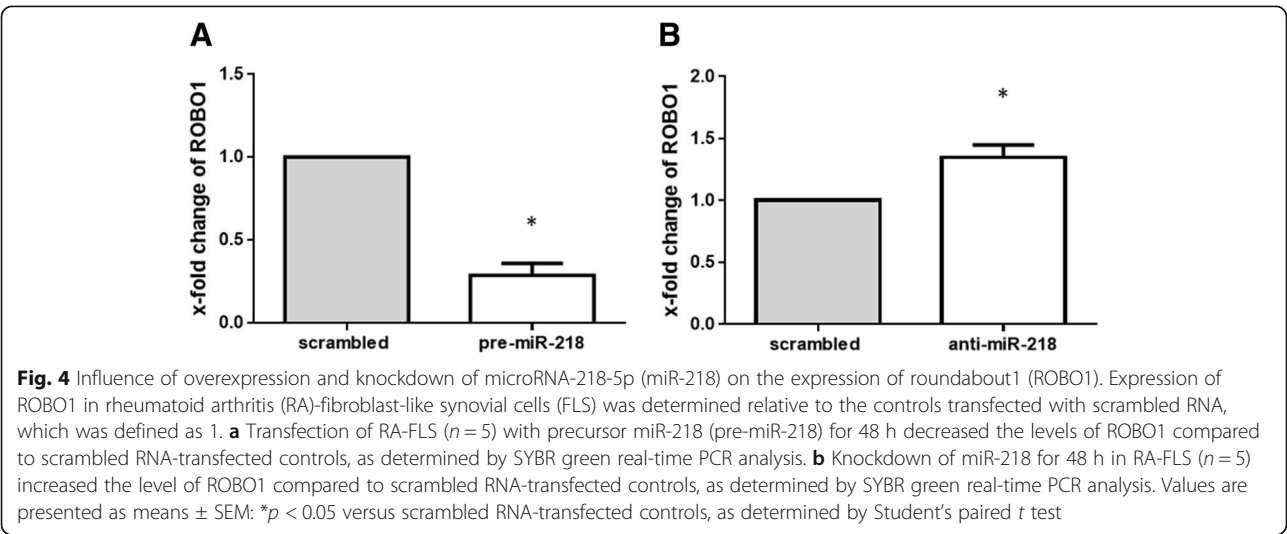 A
B
x-fold change of ROBO1
1.5
1.0
0.5
0.0
*
scrambled
pre-miR-218
x-fold change of ROBO1
2.0
1.5
1.0
0.5
0.0
*
scrambled
anti-miR-218
Fig. 4 Influence of overexpression and knockdown of microRNA-218-5p (miR-218) on the expression of roundabout1 (ROBO1). Expression of
ROBO1 in rheumatoid arthritis (RA)-fibroblast-like synovial cells (FLS) was determined relative to the controls transfected with scrambled RNA,
which was defined as 1. a Transfection of RA-FLS (n = 5) with precursor miR-218 (pre-miR-218) for 48 h decreased the levels of ROBO1 compared
to scrambled RNA-transfected controls, as determined by SYBR green real-time PCR analysis. b Knockdown of miR-218 for 48 h in RA-FLS (n = 5)
increased the level of ROBO1 compared to scrambled RNA-transfected controls, as determined by SYBR green real-time PCR analysis. Values are
presented as means ± SEM: *p < 0.05 versus scrambled RNA-transfected controls, as determined by Student's paired t test